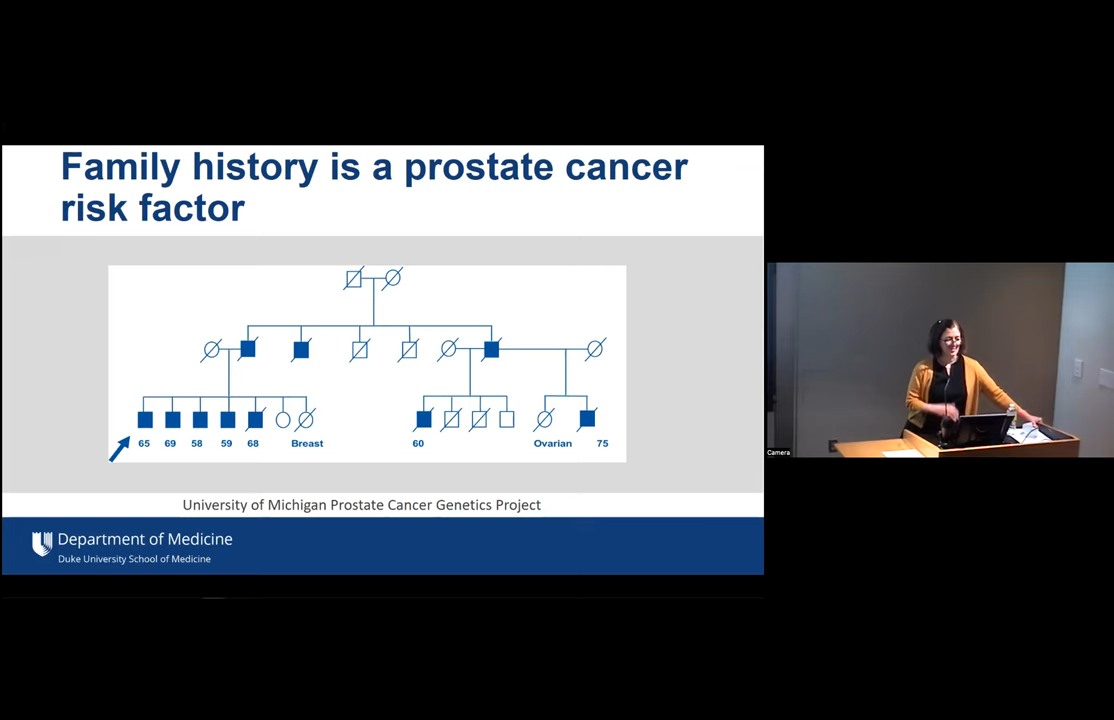 Family history is a prostate cancer
risk factor
65 69 58 59 68 Breast 60 Ovarian 75
University of Michigan Prostate Cancer Genetics Project
Department of Medicine
Duke University School of Medicine
Camera